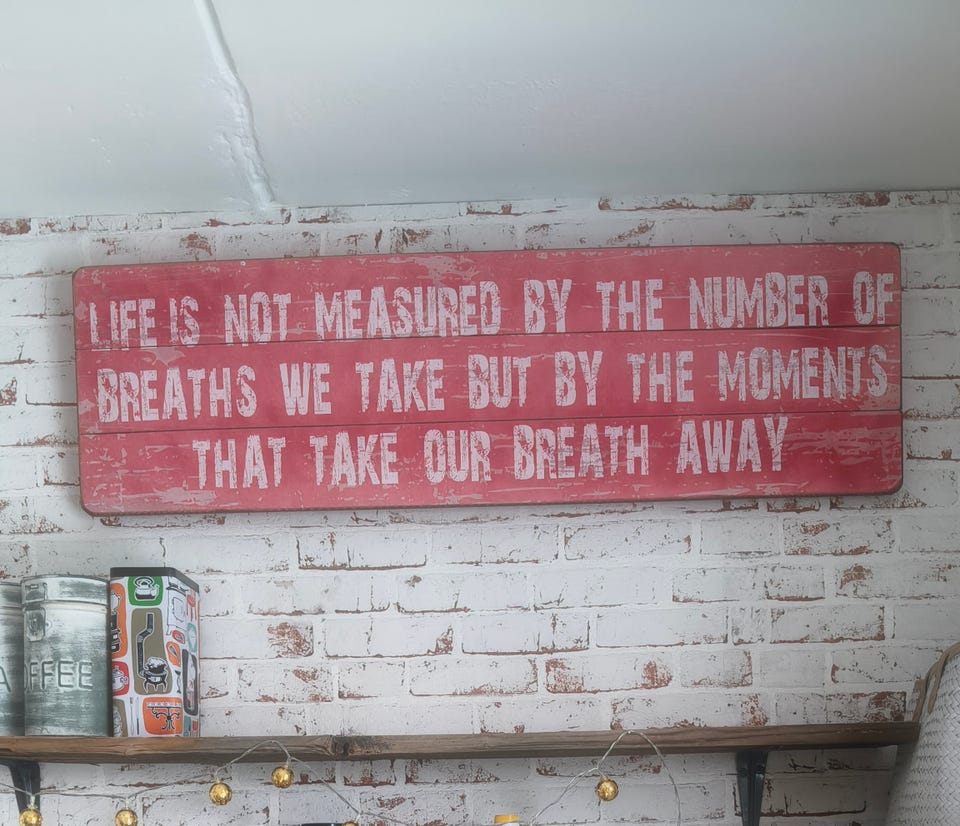 LIFE IS NOT MEASURED BY THE NUMBER OF
BREATHS WE TAKE BUT BY THE MOMENTS
THAT TAKE OUR BREATH AWAY